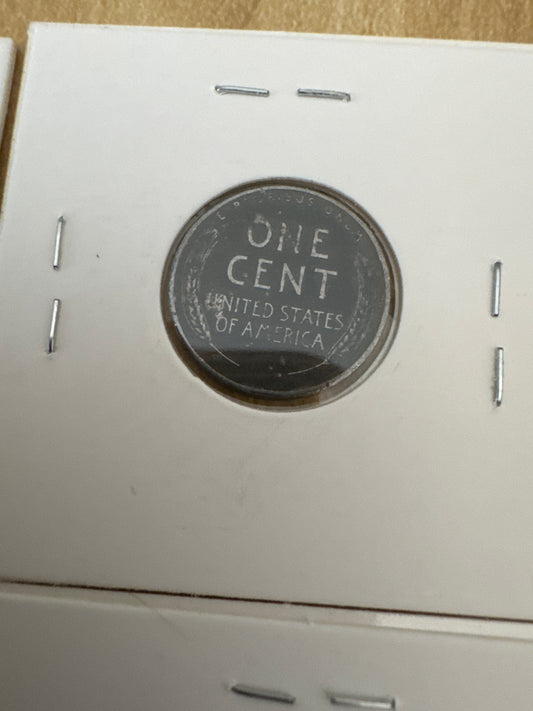 ONE
CENT
UNITED STATES
OF AMERICA